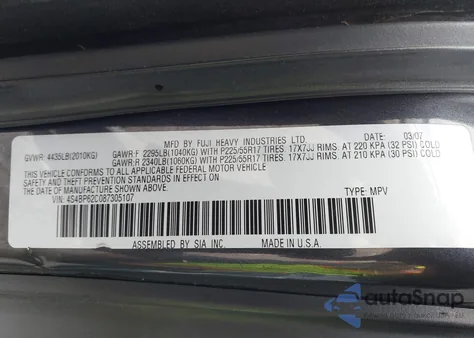 MFD. BY FUJI HEAVY INDUSTRIES LTD. DATE: 03/07
GVWR: 4435LB(2010KG) GAWR:F 2295LB(1040KG) WITH P225/55R17 TIRES. 17X7JJ RIMS. AT 220 KPA (32 PSI) COLD
GAWR:R 2340LB(1060KG) WITH P225/55R17 TIRES. 17X7JJ RIMS. AT 210 KPA (30 PSI) COLD
THIS VEHICLE CONFORMS TO ALL APPLICABLE FEDERAL MOTOR VEHICLE
SAFETY, BUMPER, AND THEFT PREVENTION STANDARDS IN EFFECT ON
THE DATE OF MANUFACTURE SHOWN ABOVE.
VIN: 4S4BP62C087305107 TYPE: MPV
ASSEMBLED BY SIA INC. MADE IN U.S.A.
autoSnap